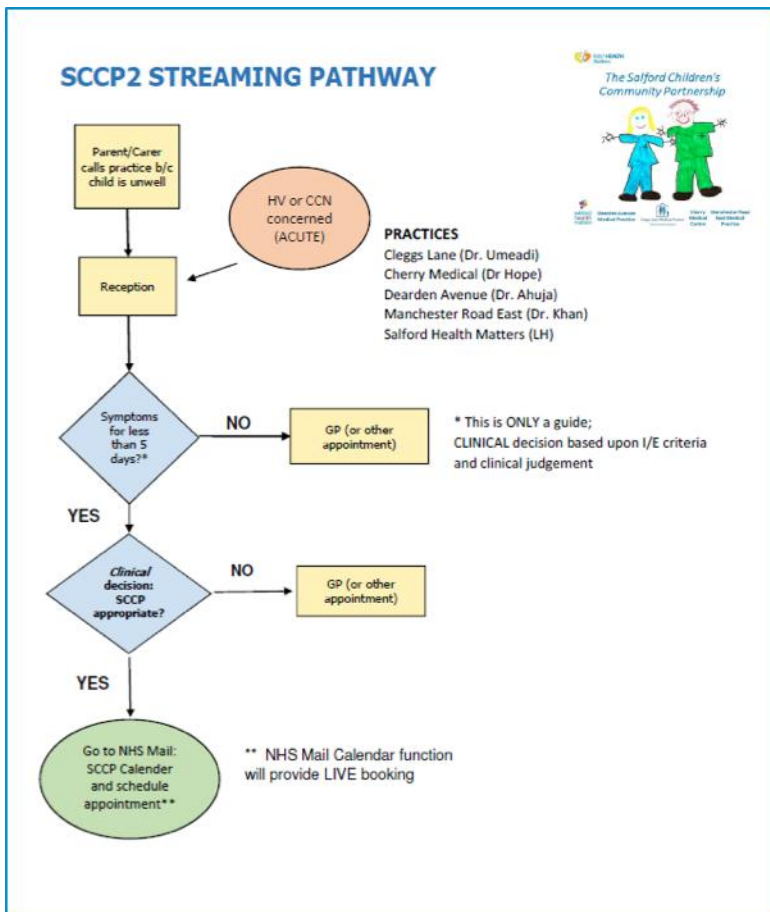 SCCP2 STREAMING PATHWAY
The Salford Children's
Community Partnership
Parent/Carer
calls practice b/c
child is unwell
HV or CCN
concerned
(ACUTE)
Reception
PRACTICES
Cleggs Lane (Dr. Umeadi)
Cherry Medical (Dr Hope)
Dearden Avenue (Dr. Ahuja)
Manchester Road East (Dr. Khan)
Salford Health Matters (LH)
Symptoms
for less
than 5
days?*
NO
GP (or other
appointment)
* This is ONLY a guide;
CLINICAL decision based upon I/E criteria
and clinical judgement
YES
Clinical
decision:
SCCP
appropriate?
NO
GP (or other
appointment)
YES
Go to NHS Mail:
SCCP Calender
and schedule
appointment**
** NHS Mail Calendar function
will provide LIVE booking